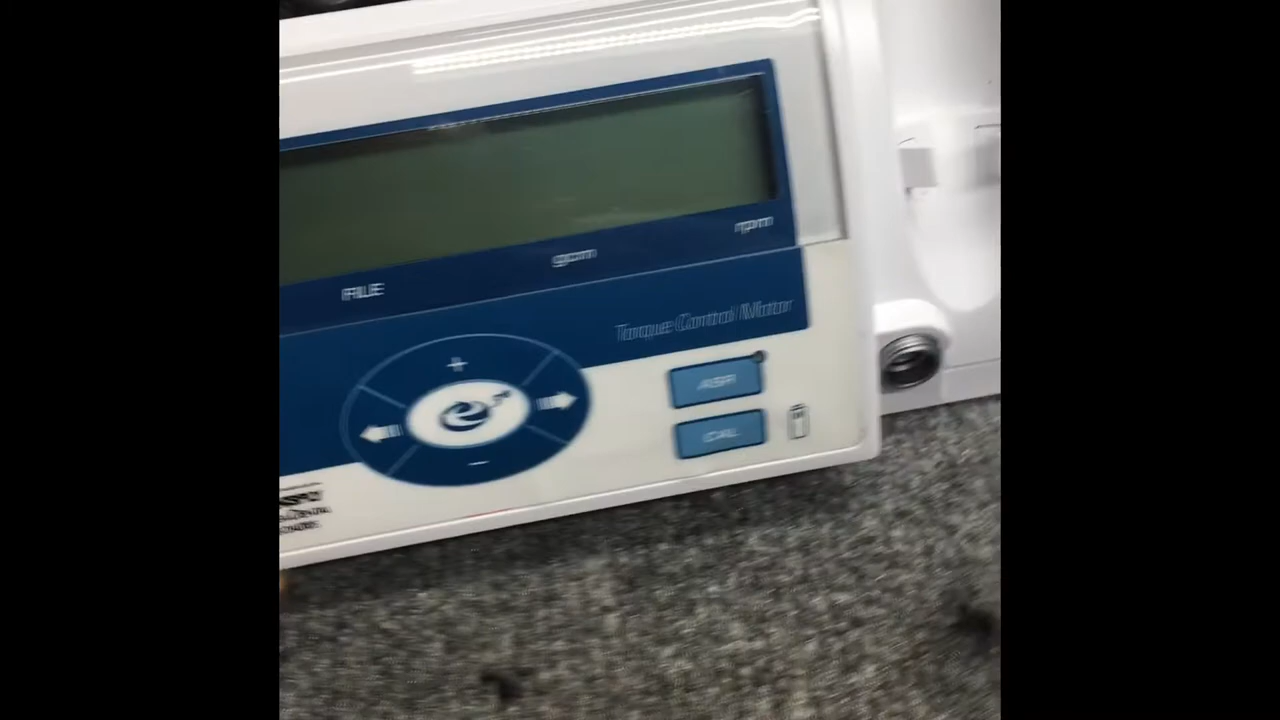 rpm
gcm
FILE
Torque Control Motor
+
ASR
CAL
-